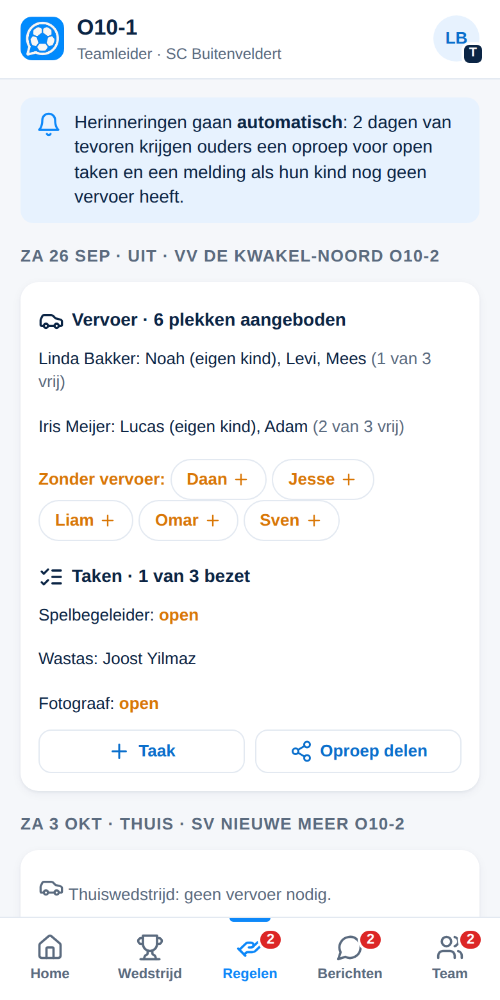 O10-1
Teamleider · SC Buitenveldert
LB
T
Herinneringen gaan automatisch: 2 dagen van
tevoren krijgen ouders een oproep voor open
taken en een melding als hun kind nog geen
vervoer heeft.
ZA 26 SEP · UIT · VV DE KWAKEL-NOORD O10-2
Vervoer · 6 plekken aangeboden
Linda Bakker: Noah (eigen kind), Levi, Mees (1 van 3
vrij)
Iris Meijer: Lucas (eigen kind), Adam (2 van 3 vrij)
Zonder vervoer: Daan + Jesse +
Liam + Omar + Sven +
Taken · 1 van 3 bezet
Spelbegeleider: open
Wastas: Joost Yilmaz
Fotograaf: open
+ Taak
Oproep delen
ZA 3 OKT · THUIS · SV NIEUWE MEER O10-2
Thuiswedstrijd: geen vervoer nodig.
2
2
2
Home
Wedstrijd
Regelen
Berichten
Team